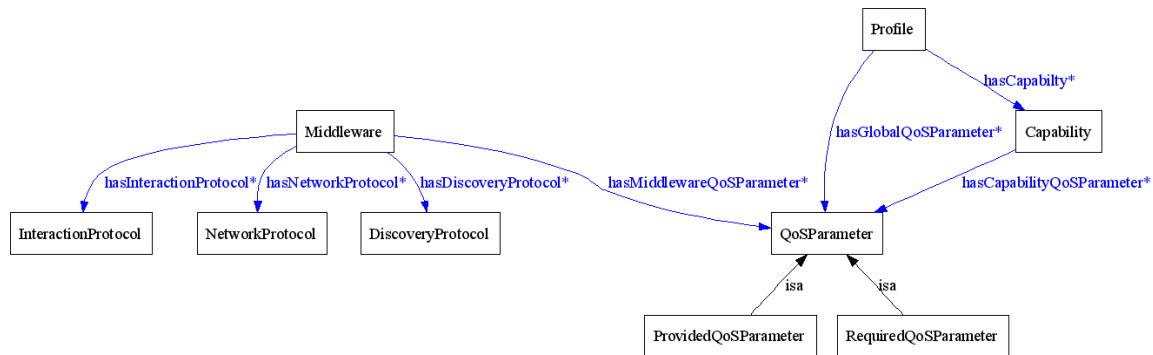 Profile
hasCapabilty*
Middleware
Capability
hasGlobalQoSParameter*
hasInteractionProtocol*
hasNetworkProtocol*
hasDiscoveryProtocol*
hasMiddlewareQoSParameter*
hasCapabilityQoSParameter*
InteractionProtocol
NetworkProtocol
DiscoveryProtocol
QoSParameter
isa
isa
ProvidedQoSParameter
RequiredQoSParameter